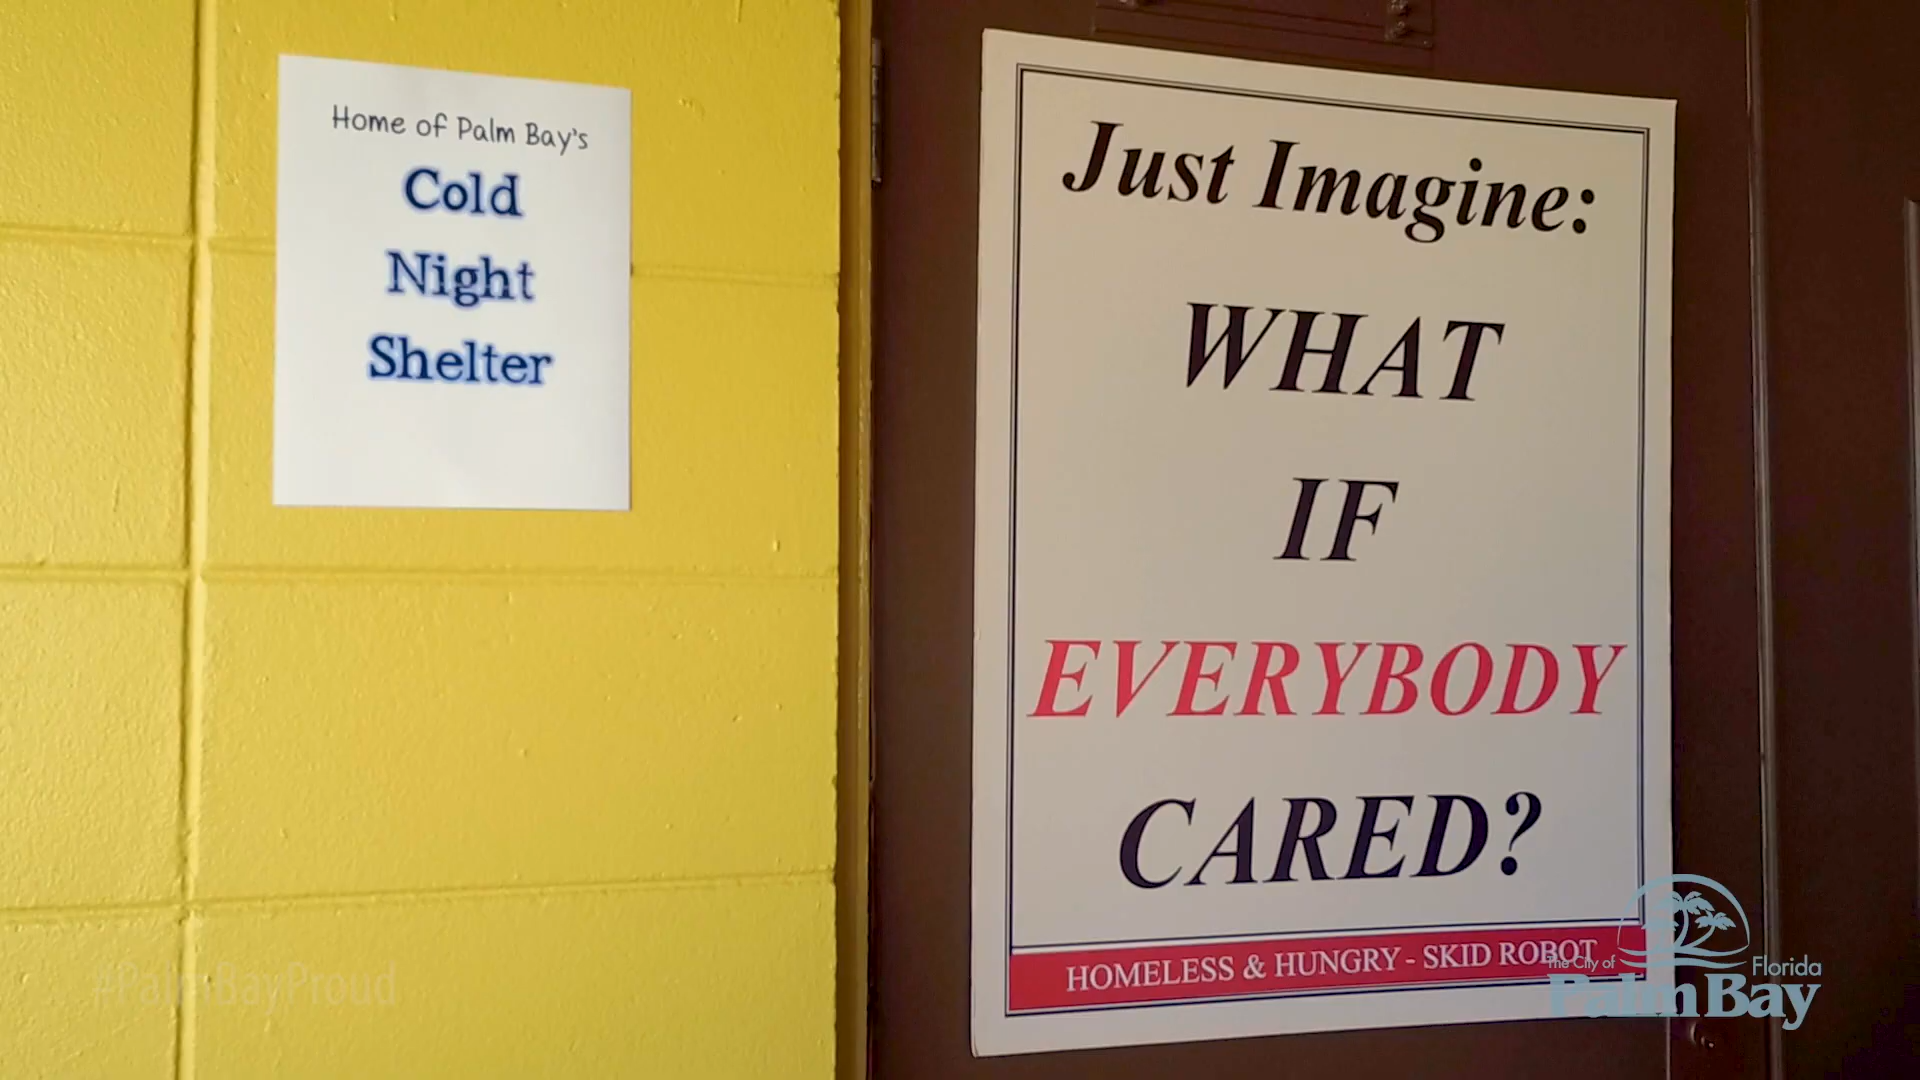 Home of Palm Bay's
Cold
Night
Shelter
Just Imagine:
WHAT
IF
EVERYBODY
CARED?
HOMELESS & HUNGRY - SKID ROBOT
#PalmBayProud
The City of
Florida
Palm Bay